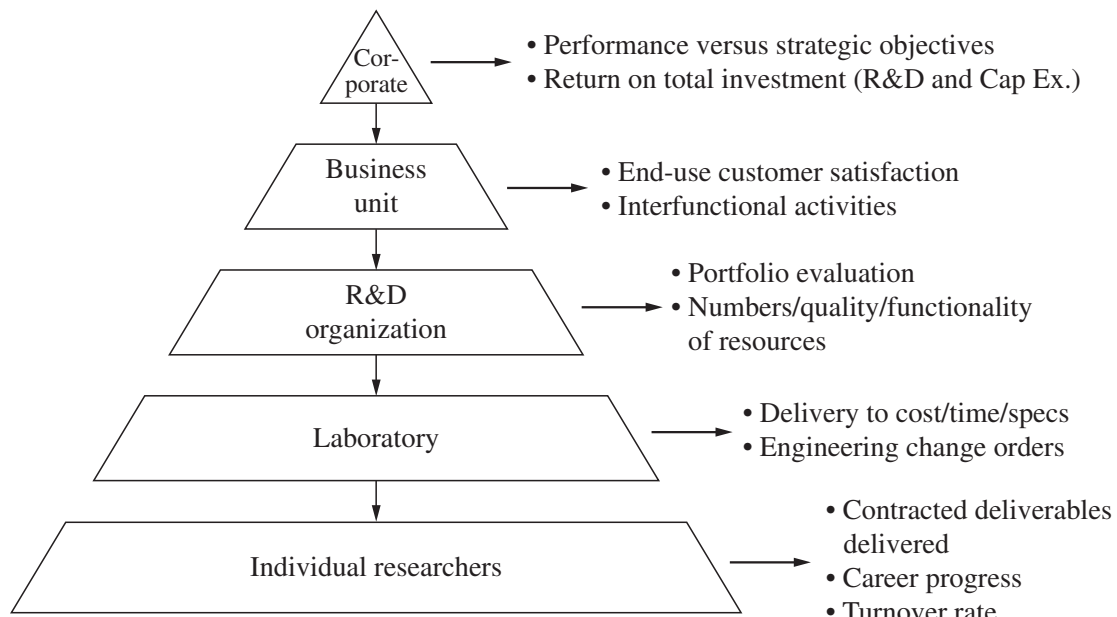 Cor-
porate
• Performance versus strategic objectives
• Return on total investment (R&D and Cap Ex.)
Business
unit
• End-use customer satisfaction
• Interfunctional activities
R&D
organization
• Portfolio evaluation
• Numbers/quality/functionality
of resources
Laboratory
• Delivery to cost/time/specs
• Engineering change orders
Individual researchers
• Contracted deliverables
delivered
• Career progress
• Turnover rate